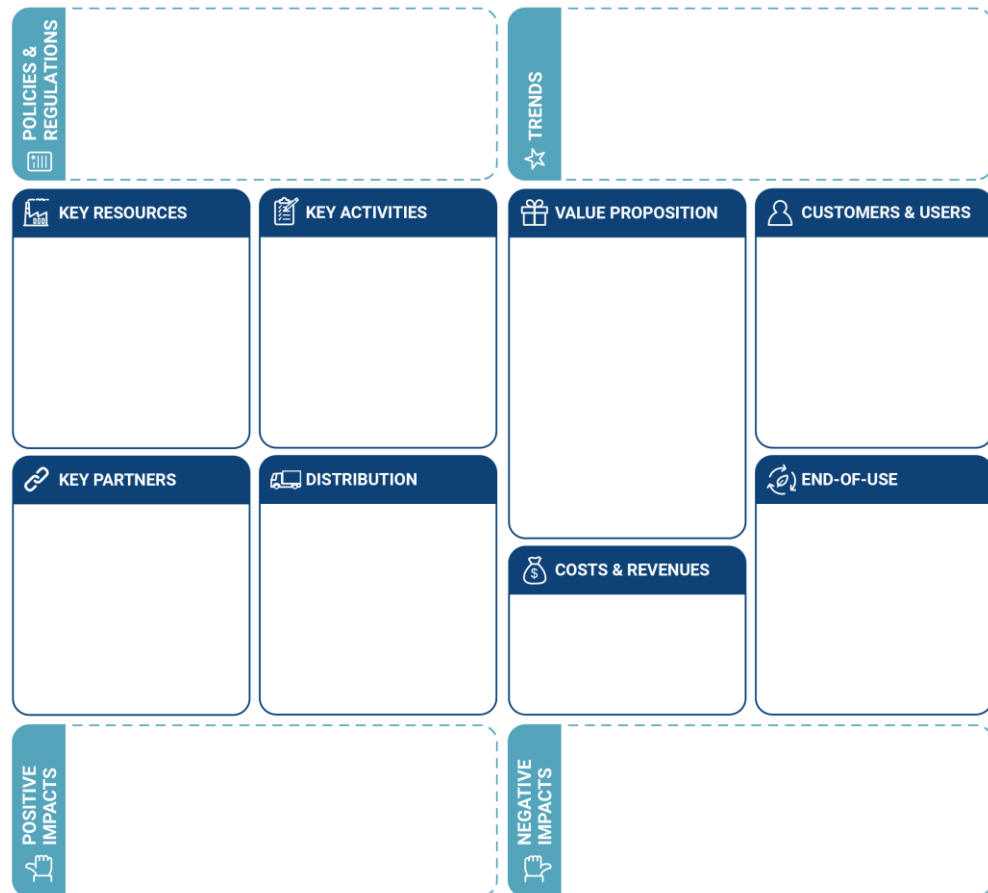 POLICIES &
REGULATIONS
TRENDS
KEY RESOURCES
KEY ACTIVITIES
VALUE PROPOSITION
CUSTOMERS & USERS
KEY PARTNERS
DISTRIBUTION
END-OF-USE
$
COSTS & REVENUES
POSITIVE
IMPACTS
NEGATIVE
IMPACTS